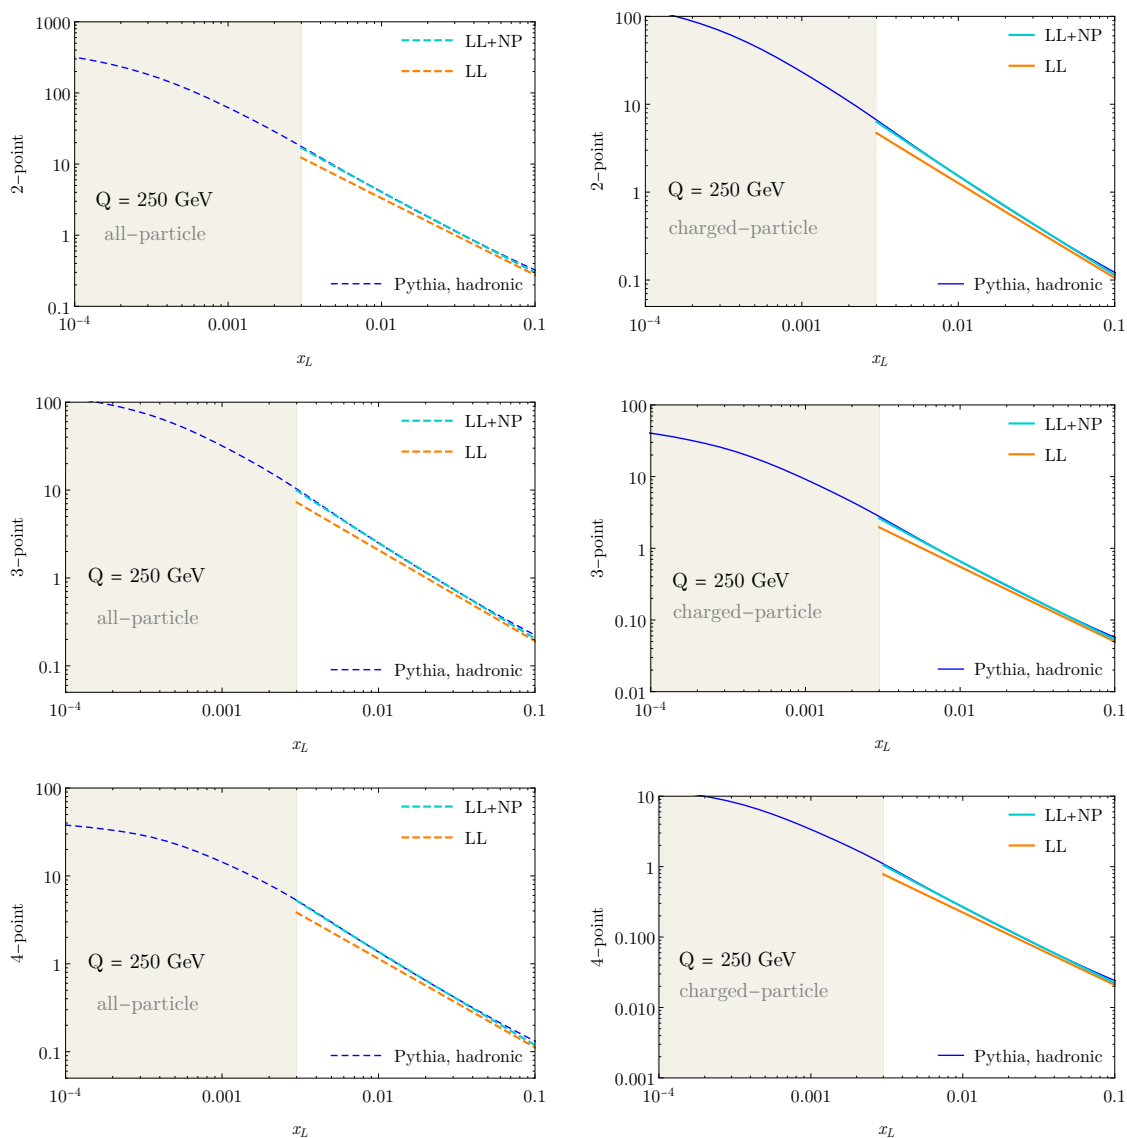 1000
100
10
1
0.1
2−point
LL+NP
LL
Q = 250 GeV
all−particle
Pythia, hadronic
10⁻⁴
0.001
0.01
0.1
x_L
100
10
1
0.1
2−point
LL+NP
LL
Q = 250 GeV
charged−particle
Pythia, hadronic
10⁻⁴
0.001
0.01
0.1
x_L
100
10
1
0.1
3−point
LL+NP
LL
Q = 250 GeV
all−particle
Pythia, hadronic
10⁻⁴
0.001
0.01
0.1
x_L
100
10
1
0.10
0.01
3−point
LL+NP
LL
Q = 250 GeV
charged−particle
Pythia, hadronic
10⁻⁴
0.001
0.01
0.1
x_L
100
10
1
0.1
4−point
LL+NP
LL
Q = 250 GeV
all−particle
Pythia, hadronic
10⁻⁴
0.001
0.01
0.1
x_L
10
1
0.100
0.010
0.001
4−point
LL+NP
LL
Q = 250 GeV
charged−particle
Pythia, hadronic
10⁻⁴
0.001
0.01
0.1
x_L